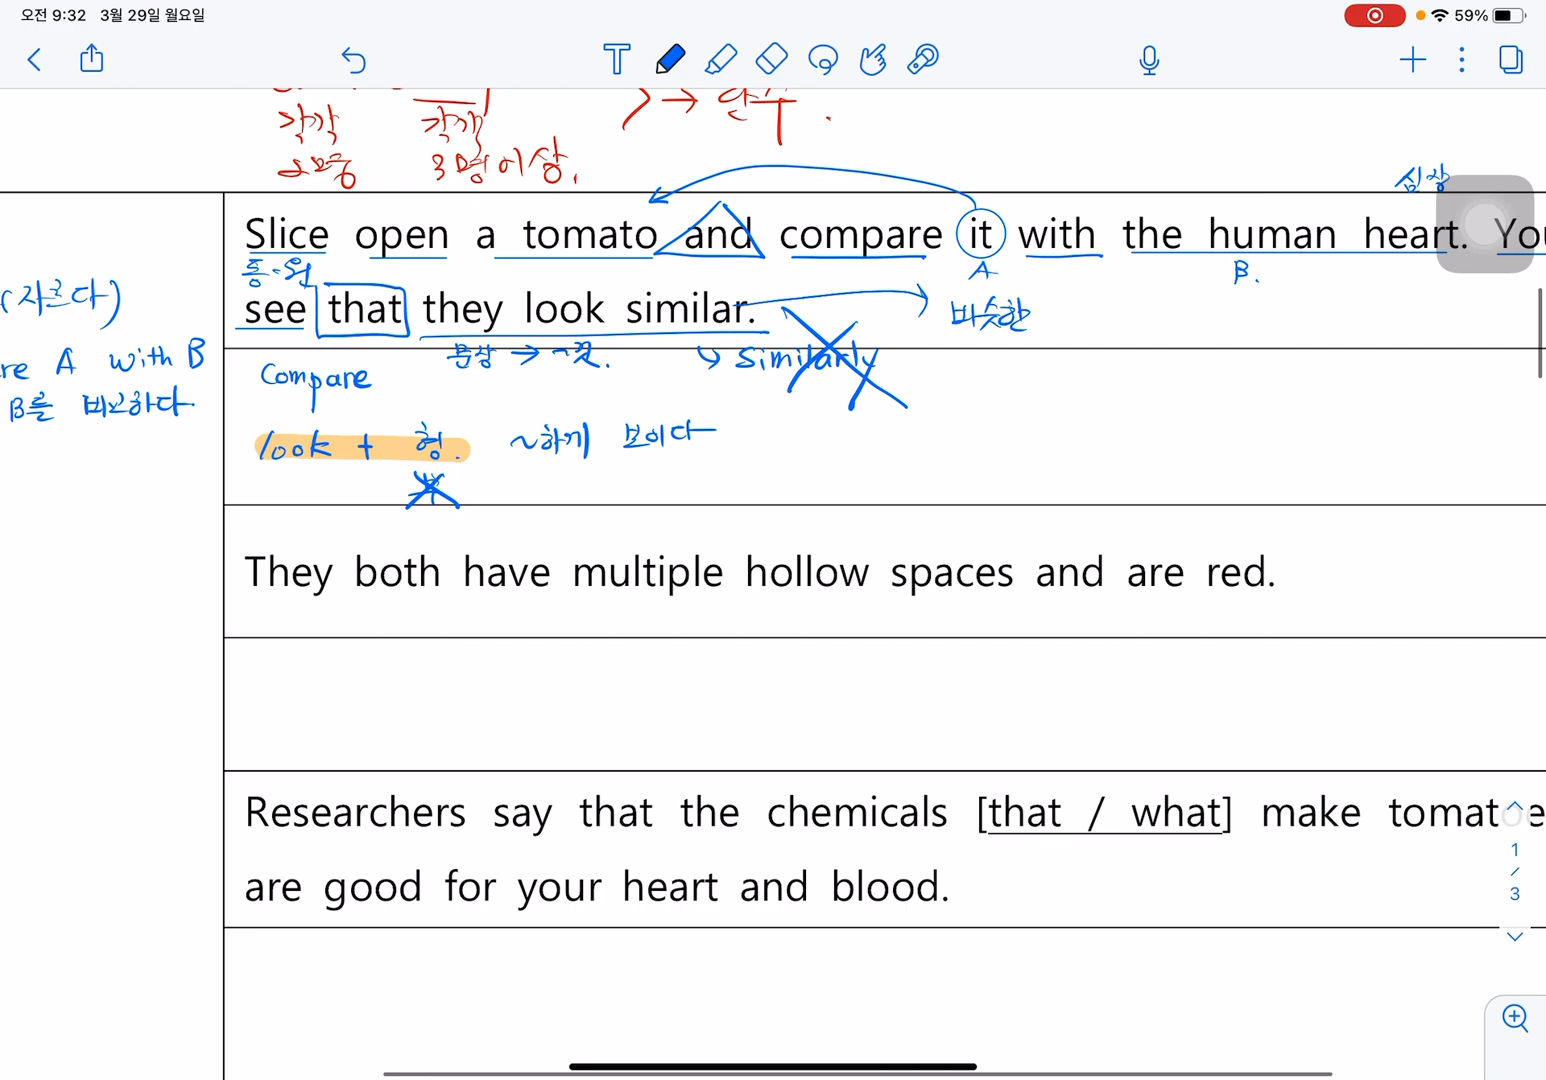 오전 9:32 3월 29일 월요일
59%
각각 각개 → 단수.
3명이상.
심장
Slice open a tomato and compare it with the human heart. You
동·원 A B.
(자르다)
see that they look similar. 비슷한
re A with B
문장 → ~것. Similarly
Compare
B를 비교하다
look + 형. ~하게 보이다
부
They both have multiple hollow spaces and are red.
Researchers say that the chemicals [that / what] make tomatoe
1
/
3
are good for your heart and blood.